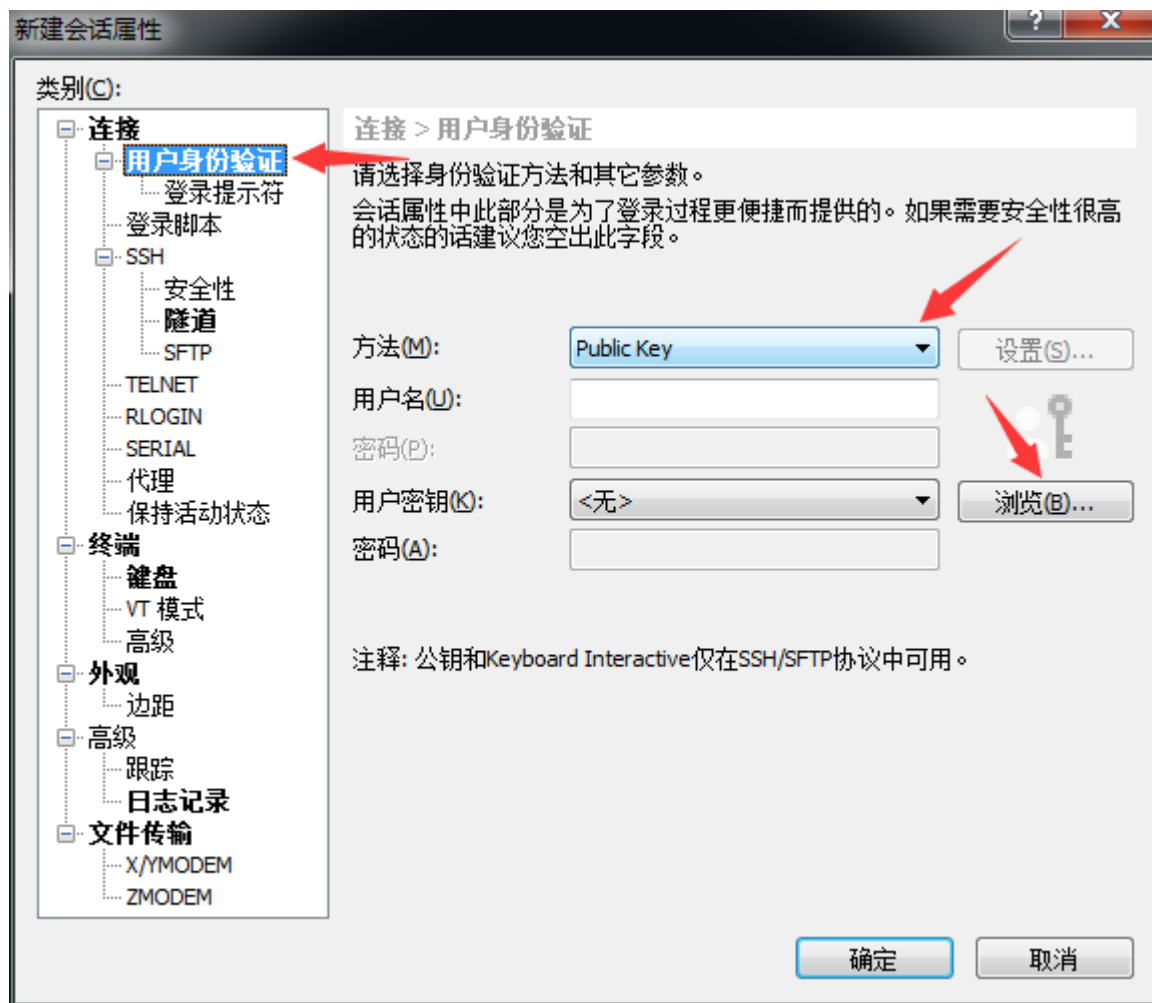 新建会话属性
?
类别(C):
连接
用户身份验证
登录提示符
登录脚本
SSH
安全性
隧道
SFTP
TELNET
RLOGIN
SERIAL
代理
保持活动状态
终端
键盘
VT 模式
高级
外观
边距
高级
跟踪
日志记录
文件传输
X/YMODEM
ZMODEM
连接 > 用户身份验证
请选择身份验证方法和其它参数。
会话属性中此部分是为了登录过程更便捷而提供的。如果需要安全性很高
的状态的话建议您空出此字段。
方法(M):
Public Key
设置(S)...
用户名(U):
密码(P):
用户密钥(K):
<无>
浏览(B)...
密码(A):
注释: 公钥和Keyboard Interactive仅在SSH/SFTP协议中可用。
确定
取消